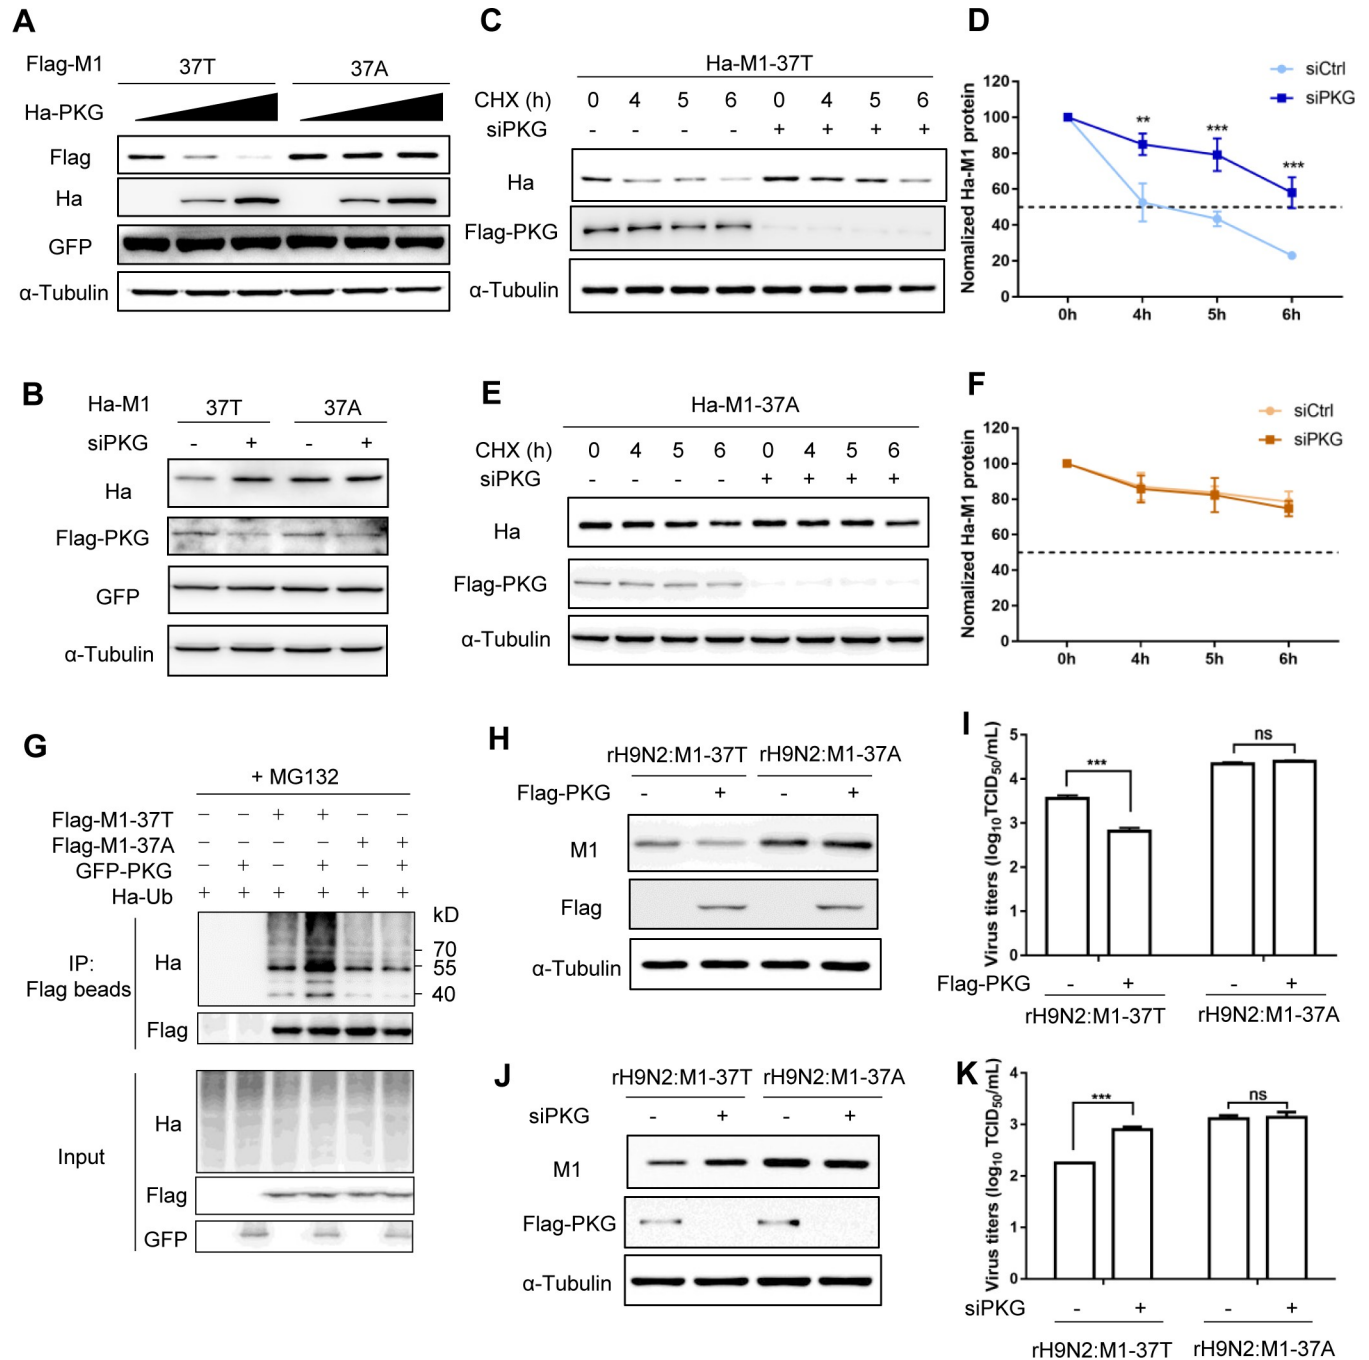 A
Flag-M1
37T
37A
Ha-PKG
Flag
Ha
GFP
α-Tubulin
B
Ha-M1
37T
37A
siPKG
- + - +
Ha
Flag-PKG
GFP
α-Tubulin
C
Ha-M1-37T
CHX (h) 0 4 5 6 0 4 5 6
siPKG - - - - + + + +
Ha
Flag-PKG
α-Tubulin
D
siCtrl
siPKG
Nomalized Ha-M1 protein
120
100
80
60
40
20
0
** *** ***
0h 4h 5h 6h
E
Ha-M1-37A
CHX (h) 0 4 5 6 0 4 5 6
siPKG - - - - + + + +
Ha
Flag-PKG
α-Tubulin
F
siCtrl
siPKG
Nomalized Ha-M1 protein
120
100
80
60
40
20
0
0h 4h 5h 6h
G
+ MG132
Flag-M1-37T − − + + − −
Flag-M1-37A − − − − + +
GFP-PKG − + − + − +
Ha-Ub + + + + + +
kD
70
55
40
IP:
Flag beads
Ha
Flag
Input
Ha
Flag
GFP
H
rH9N2:M1-37T rH9N2:M1-37A
Flag-PKG - + - +
M1
Flag
α-Tubulin
I
Virus titers (log10TCID50/mL)
5
4
3
2
1
0
*** ns
Flag-PKG - + - +
rH9N2:M1-37T rH9N2:M1-37A
J
rH9N2:M1-37T rH9N2:M1-37A
siPKG - + - +
M1
Flag-PKG
α-Tubulin
K
Virus titers (log10 TCID50/mL)
4
3
2
1
0
*** ns
siPKG - + - +
rH9N2:M1-37T rH9N2:M1-37A